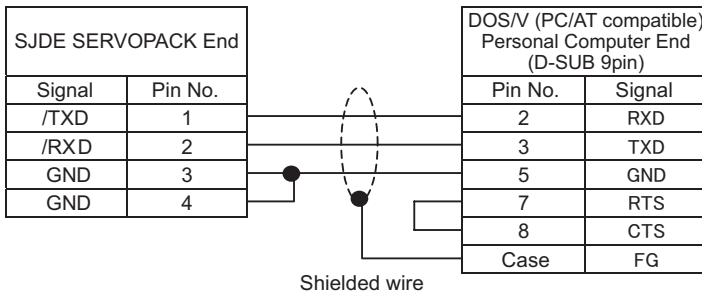 SJDE SERVOPACK End
Signal Pin No.
/TXD 1
/RXD 2
GND 3
GND 4
DOS/V (PC/AT compatible)
Personal Computer End
(D-SUB 9pin)
Pin No. Signal
2 RXD
3 TXD
5 GND
7 RTS
8 CTS
Case FG
Shielded wire